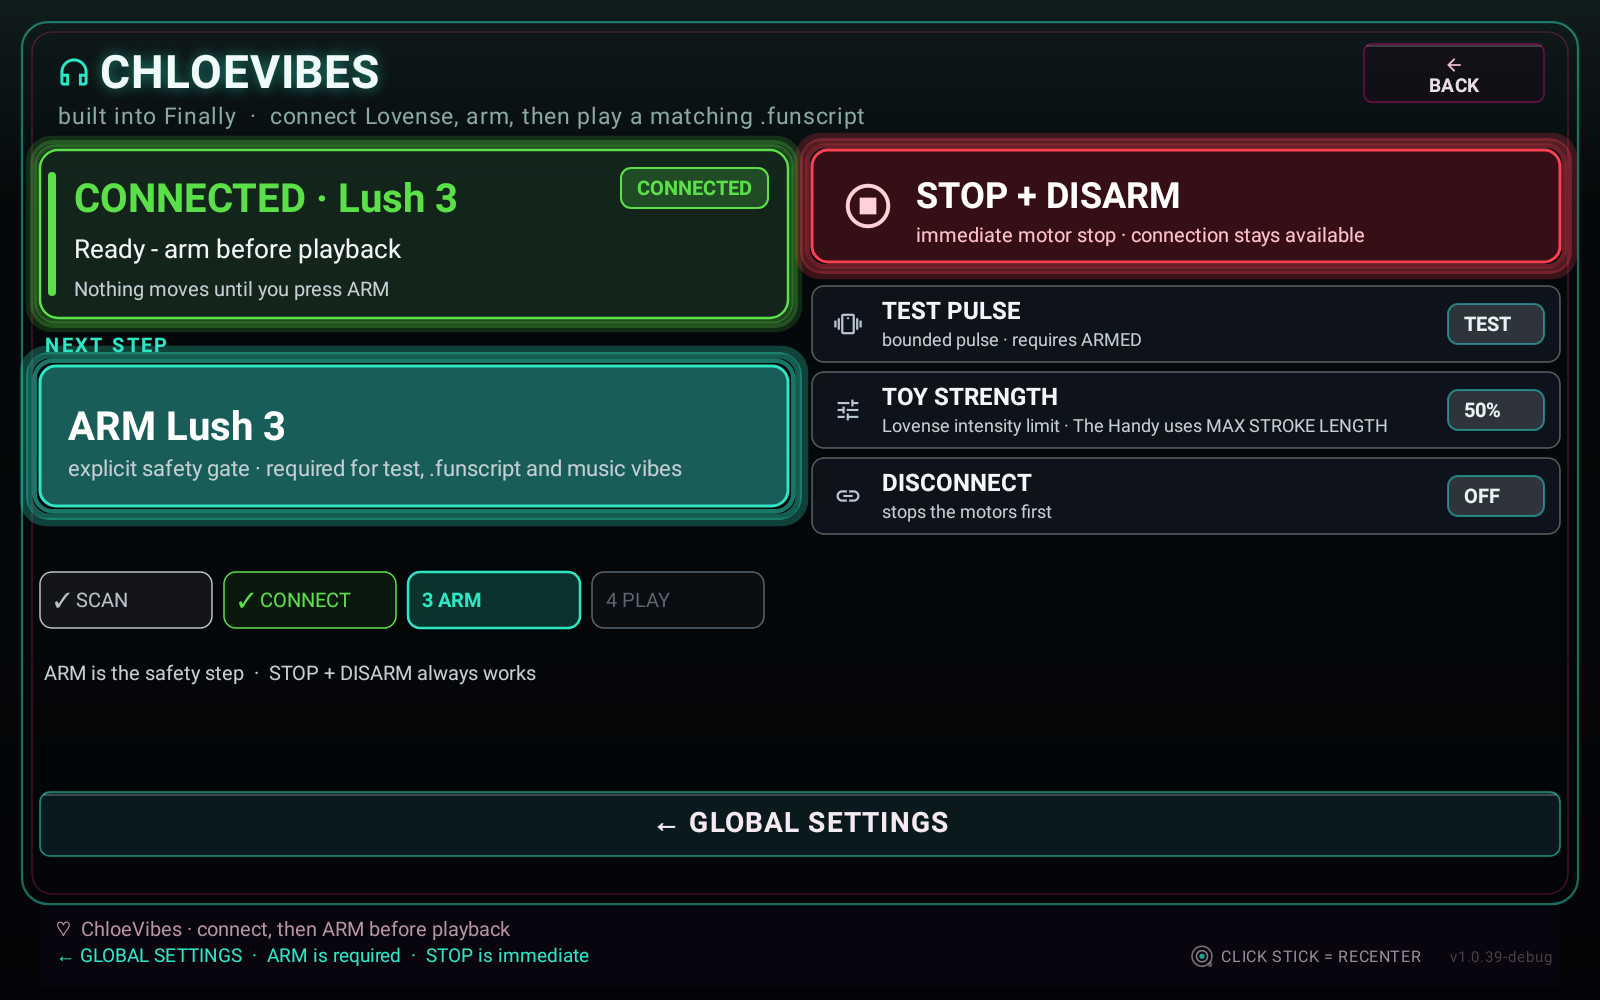 CHLOEVIBES
built into Finally · connect Lovense, arm, then play a matching .funscript
← BACK
CONNECTED · Lush 3
CONNECTED
Ready - arm before playback
Nothing moves until you press ARM
STOP + DISARM
immediate motor stop · connection stays available
NEXT STEP
ARM Lush 3
explicit safety gate · required for test, .funscript and music vibes
TEST PULSE
bounded pulse · requires ARMED
TEST
TOY STRENGTH
Lovense intensity limit · The Handy uses MAX STROKE LENGTH
50%
DISCONNECT
stops the motors first
OFF
✓ SCAN
✓ CONNECT
3 ARM
4 PLAY
ARM is the safety step · STOP + DISARM always works
← GLOBAL SETTINGS
♡ ChloeVibes · connect, then ARM before playback
← GLOBAL SETTINGS · ARM is required · STOP is immediate
CLICK STICK = RECENTER
v1.0.39-debug